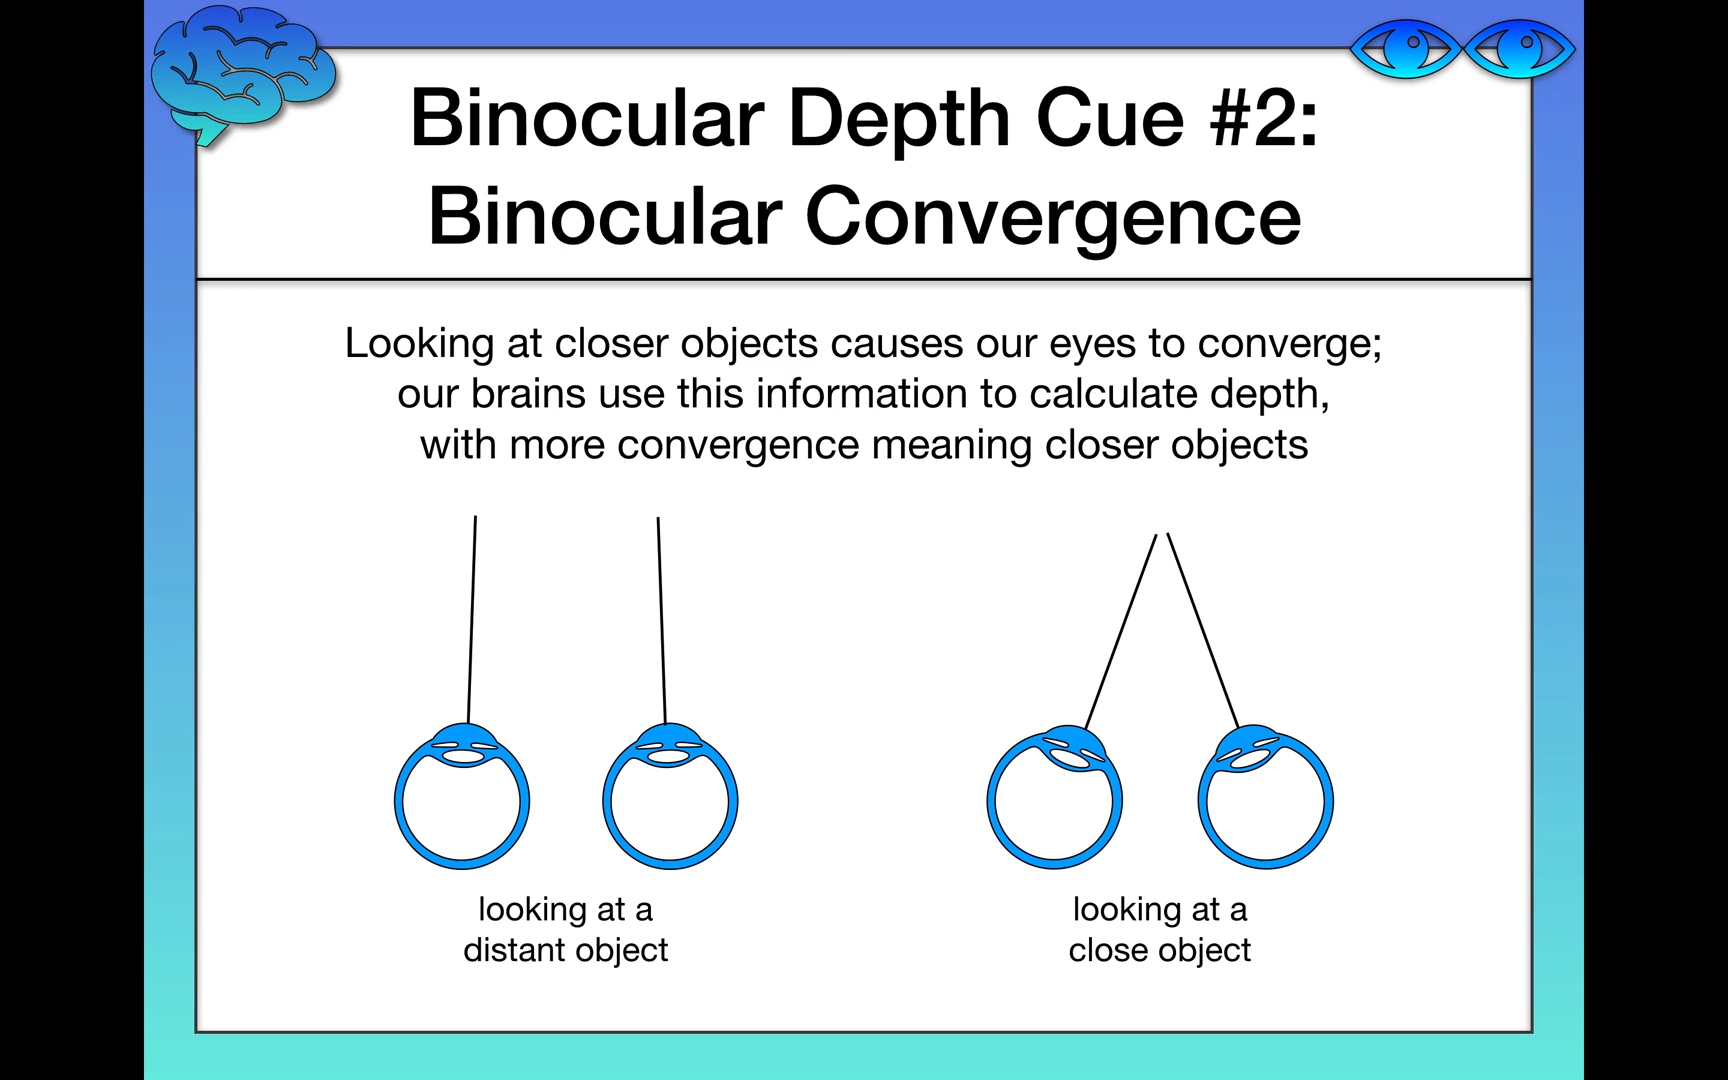 Binocular Depth Cue #2:
Binocular Convergence
Looking at closer objects causes our eyes to converge;
our brains use this information to calculate depth,
with more convergence meaning closer objects
looking at a
distant object
looking at a
close object